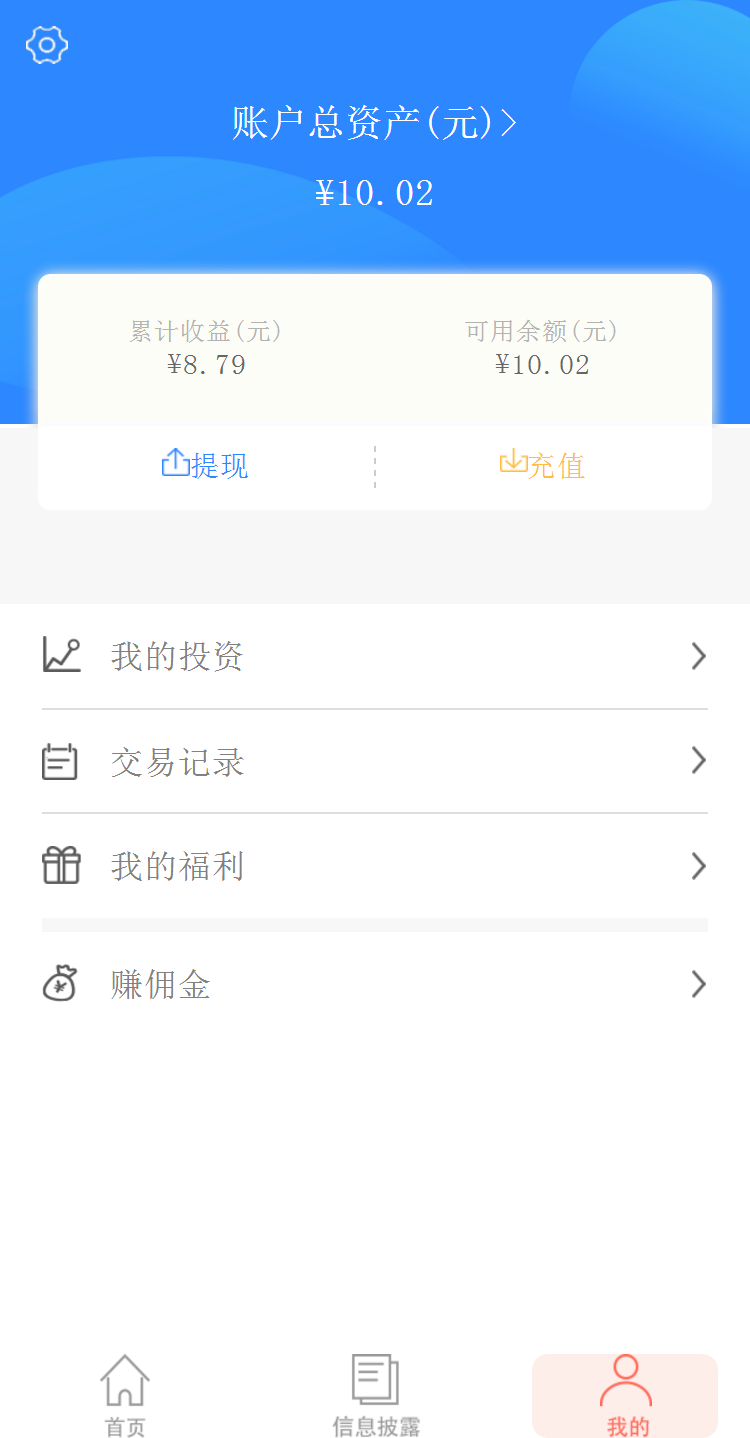 账户总资产(元)
¥10.02
累计收益(元) 可用余额(元)
¥8.79 ¥10.02
提现 充值
我的投资
交易记录
我的福利
赚佣金
首页 信息披露 我的